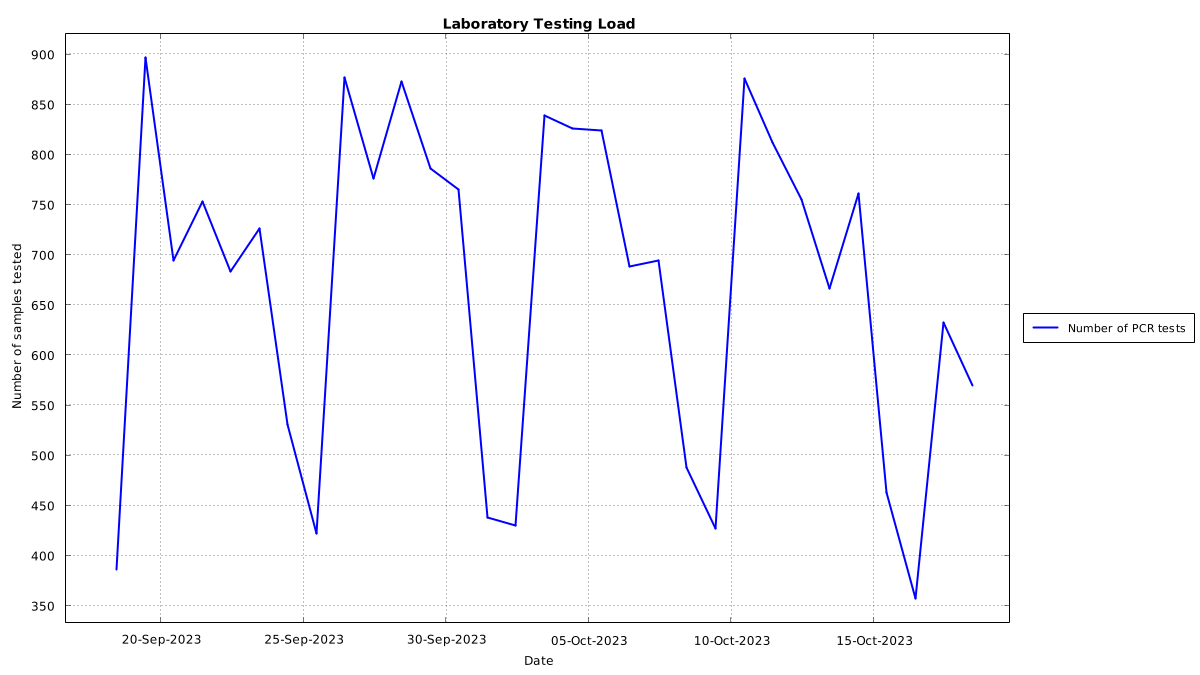 Laboratory Testing Load
900
850
800
750
700
650
600
550
500
450
400
350
Number of samples tested
20-Sep-2023
25-Sep-2023
30-Sep-2023
05-Oct-2023
10-Oct-2023
15-Oct-2023
Date
Number of PCR tests